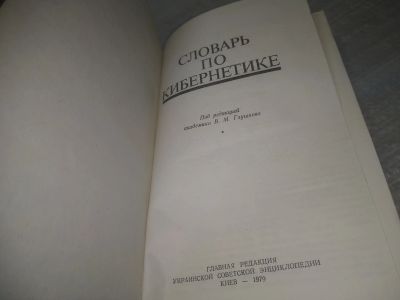 СЛОВАРЬ
ПО
КИБЕРНЕТИКЕ
Под редакцией
академика В. М. Глушкова
ГЛАВНАЯ РЕДАКЦИЯ
УКРАИНСКОЙ СОВЕТСКОЙ ЭНЦИКЛОПЕДИИ
КИЕВ — 1979